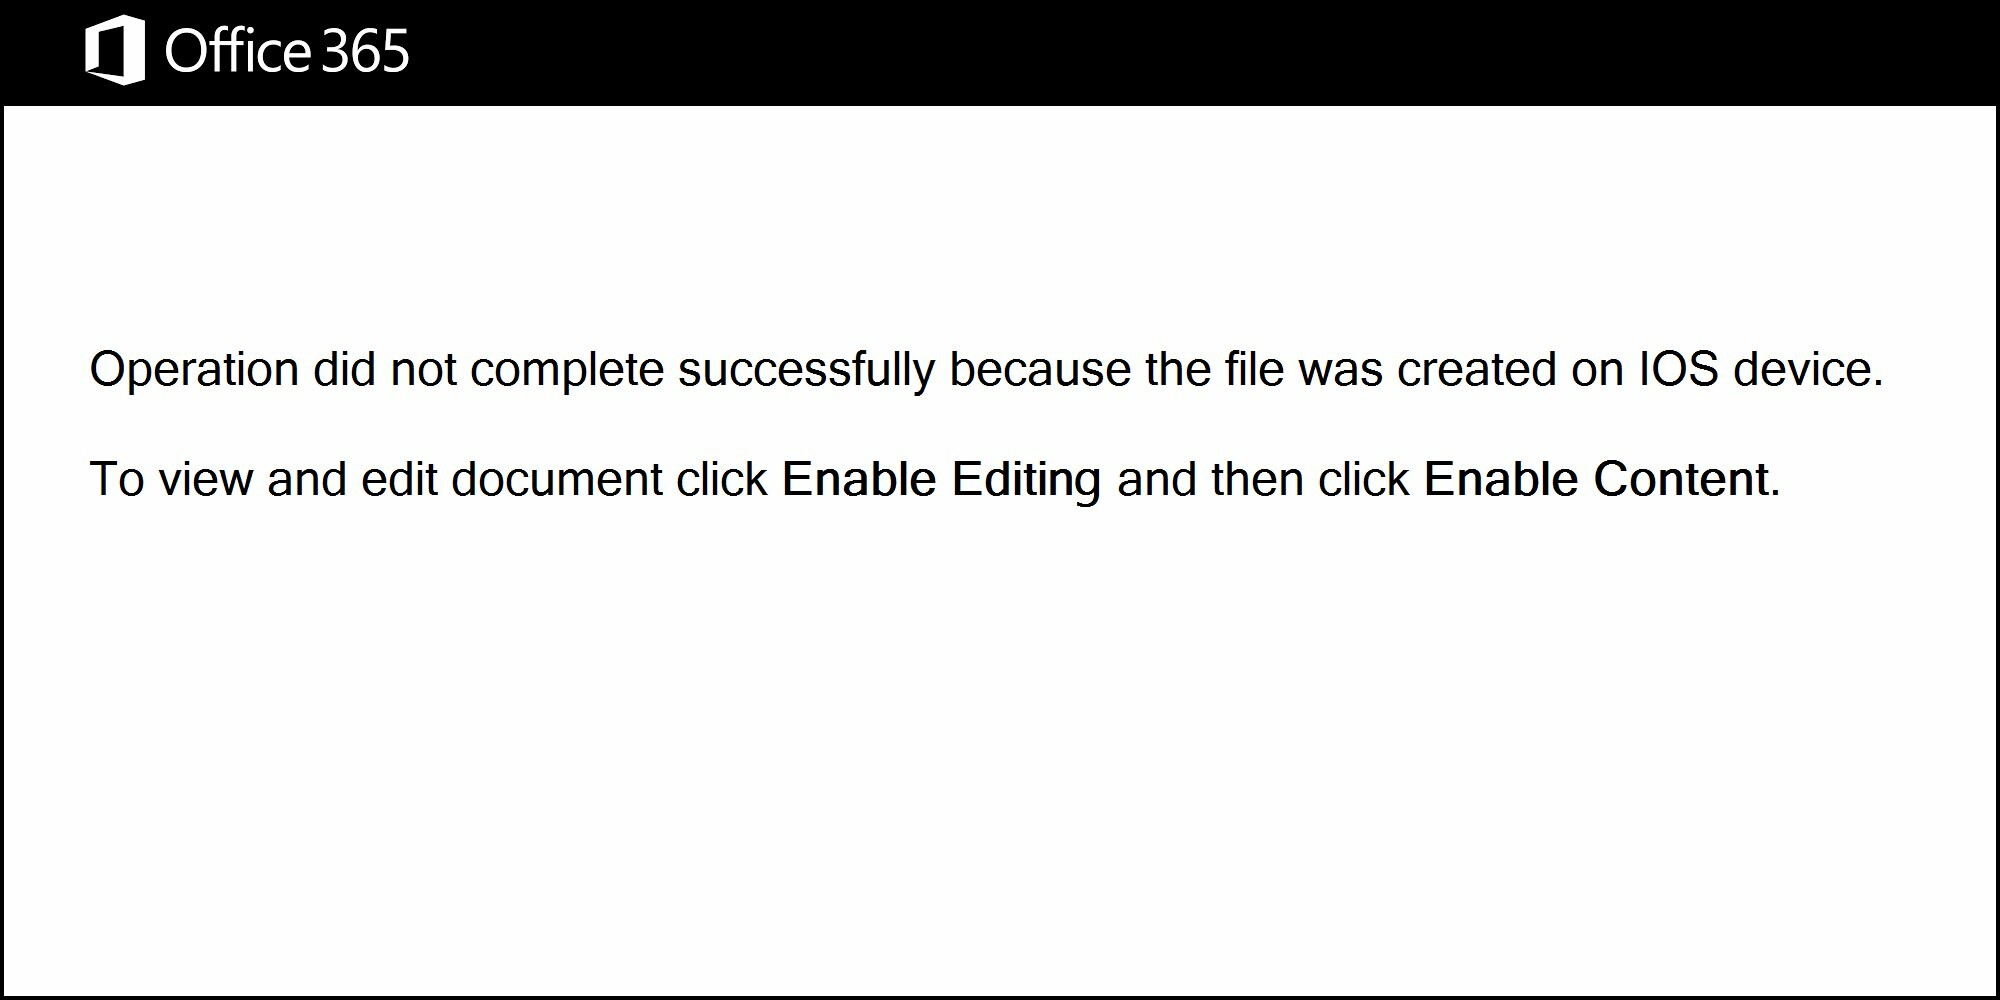 Office 365
Operation did not complete successfully because the file was created on IOS device.
To view and edit document click Enable Editing and then click Enable Content.